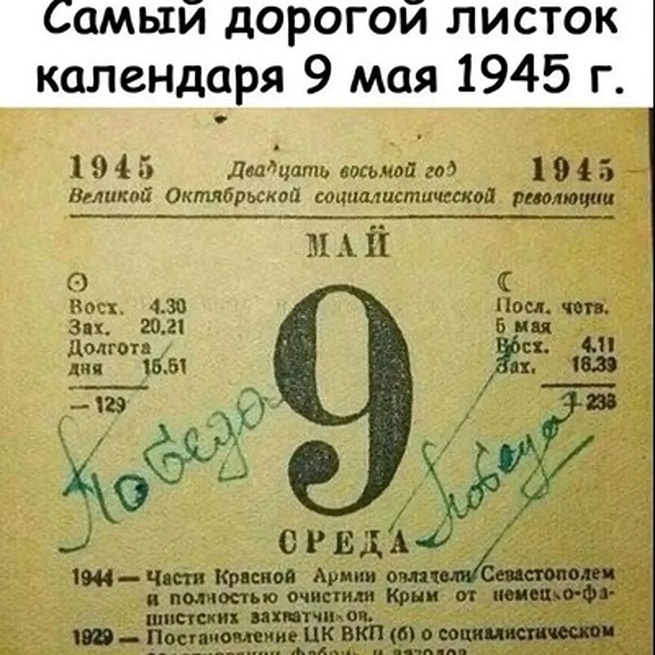 Самый дорогой листок
календаря 9 мая 1945 г.
1945 Двадцать восьмой год 1945
Великой Октябрьской социалистической революции
МАЙ
Восх. 4.30
Зах. 20.21
Долгота
дня 15.51
— 129
9
Посл. четв.
5 мая
Восх. 4.11
Зах. 16.39
236
Победа
Победа
СРЕДА
1944 — Части Красной Армии овладели Севастополем
и полностью очистили Крым от немецко-фа-
шистских захватчиков.
1929 — Постановление ЦК ВКП (б) о социалистическом